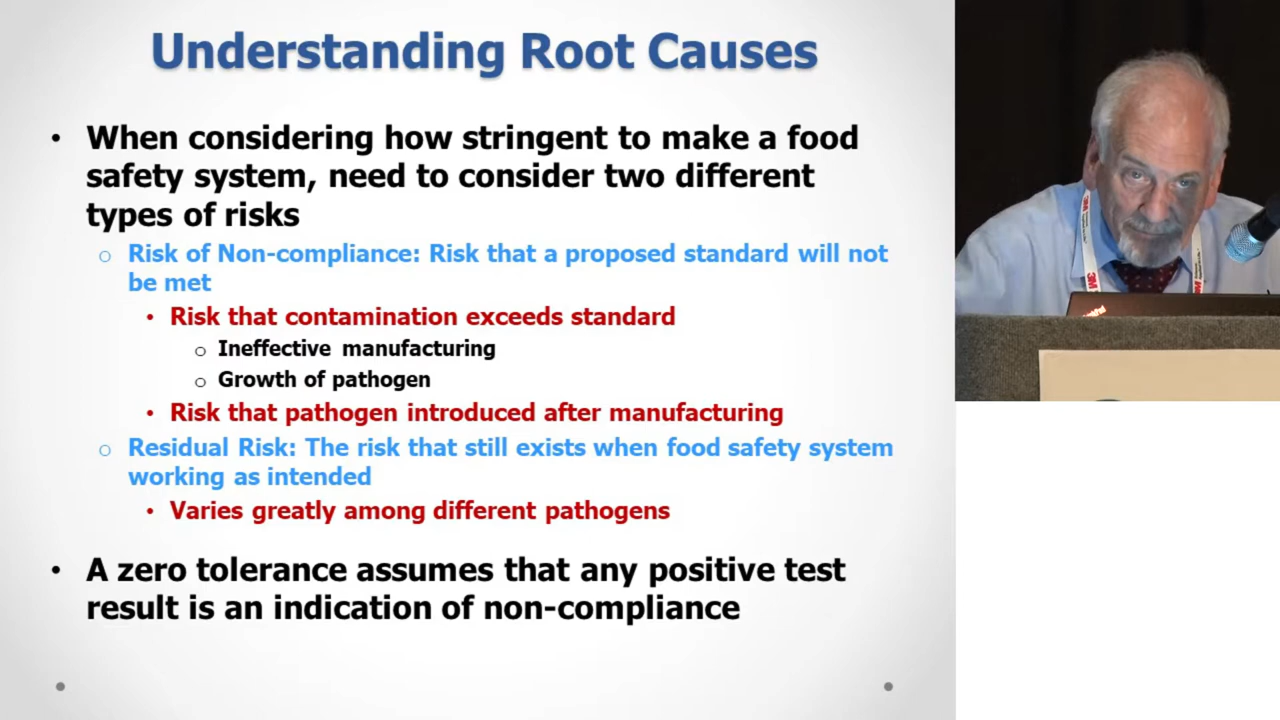 Understanding Root Causes
• When considering how stringent to make a food
safety system, need to consider two different
types of risks
o Risk of Non-compliance: Risk that a proposed standard will not
be met
• Risk that contamination exceeds standard
o Ineffective manufacturing
o Growth of pathogen
• Risk that pathogen introduced after manufacturing
o Residual Risk: The risk that still exists when food safety system
working as intended
• Varies greatly among different pathogens
• A zero tolerance assumes that any positive test
result is an indication of non-compliance
3M
3M